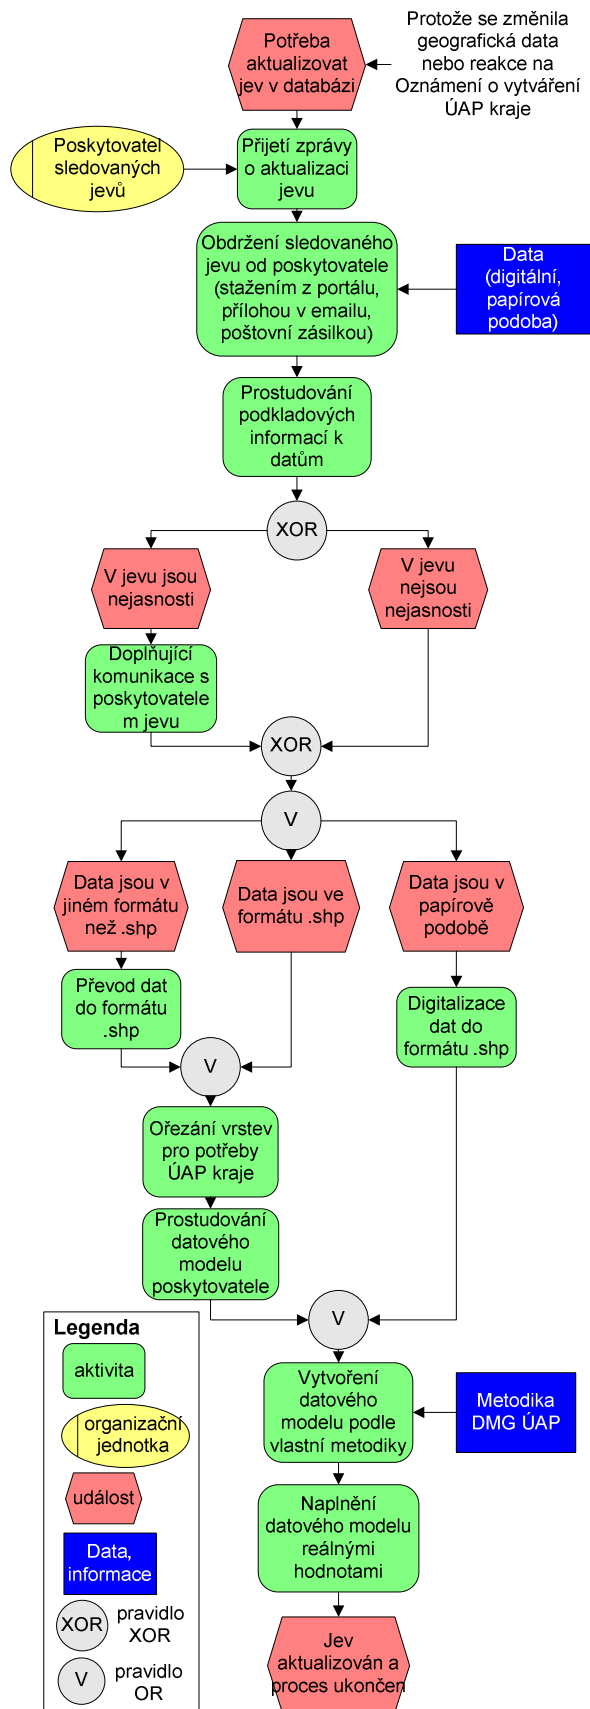 Potřeba
aktualizovat
jev v databázi
Protože se změnila
geografická data
nebo reakce na
Oznámení o vytváření
ÚAP kraje
Poskytovatel
sledovaných
jevů
Přijetí zprávy
o aktualizaci
jevu
Obdržení sledovaného
jevu od poskytovatele
(stažením z portálu,
přílohou v emailu,
poštovní zásilkou)
Data
(digitální,
papírová
podoba)
Prostudování
podkladových
informací k
datům
XOR
V jevu jsou
nejasnosti
V jevu
nejsou
nejasnosti
Doplňující
komunikace s
poskytovatele
m jevu
XOR
V
Data jsou v
jiném formátu
než .shp
Data jsou ve
formátu .shp
Data jsou v
papírově
podobě
Převod dat
do formátu
.shp
Digitalizace
dat do
formátu .shp
V
Ořezání vrstev
pro potřeby
ÚAP kraje
Prostudování
datového
modelu
poskytovatele
V
Vytvoření
datového
modelu podle
vlastní metodiky
Metodika
DMG ÚAP
Naplnění
datového modelu
reálnými
hodnotami
Jev
aktualizován a
proces ukončen
Legenda
aktivita
organizační
jednotka
událost
Data,
informace
XOR
pravidlo
XOR
V
pravidlo
OR